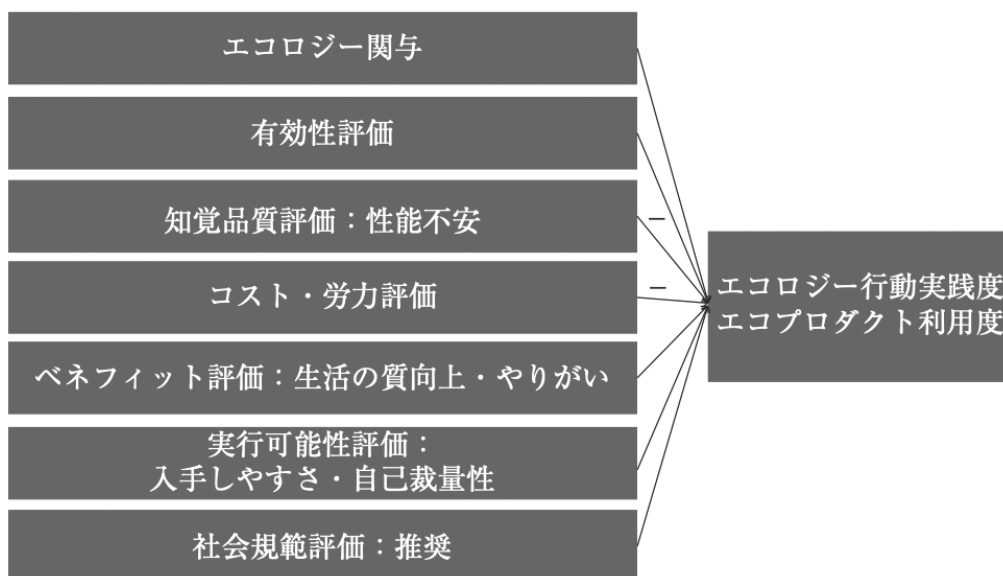 エコロジー関与
有効性評価
知覚品質評価：性能不安
−
コスト・労力評価
−
エコロジー行動実践度
エコプロダクト利用度
ベネフィット評価：生活の質向上・やりがい
実行可能性評価：
入手しやすさ・自己裁量性
社会規範評価：推奨